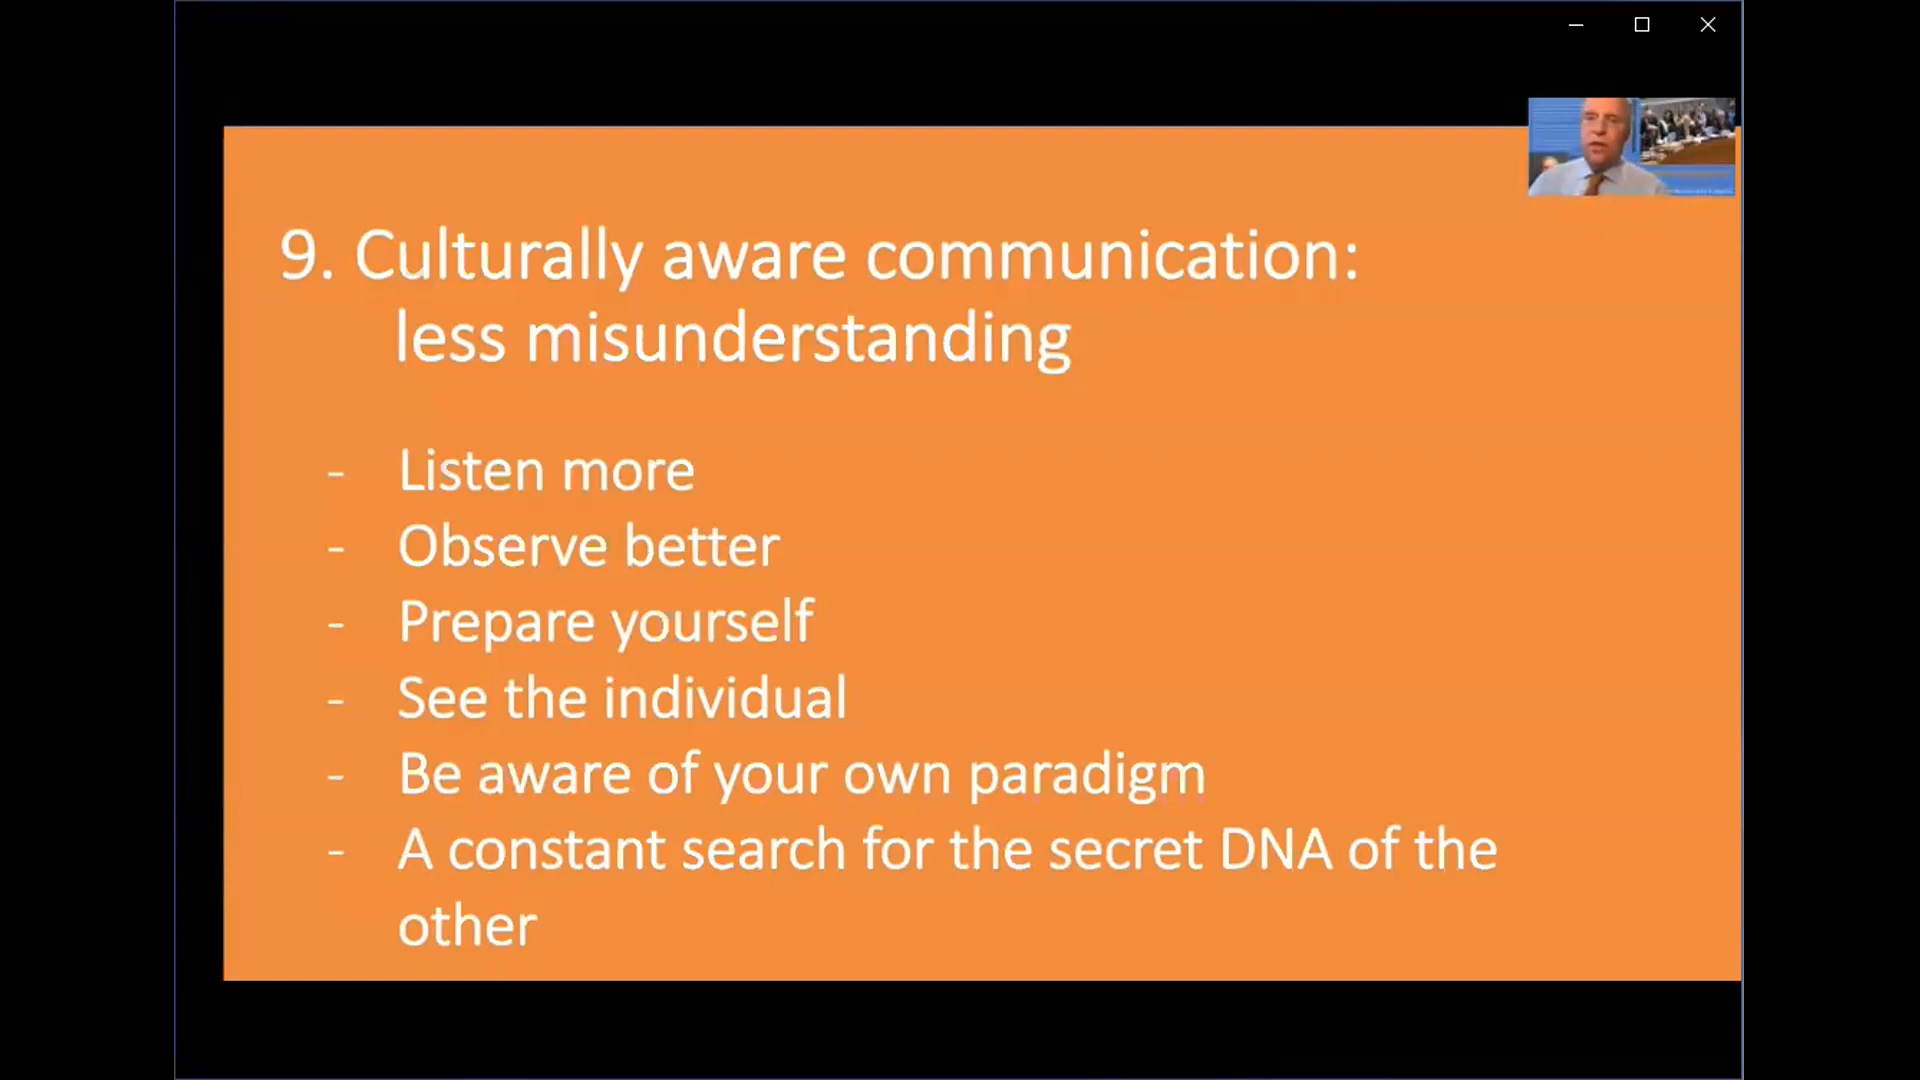 9. Culturally aware communication:
less misunderstanding
- Listen more
- Observe better
- Prepare yourself
- See the individual
- Be aware of your own paradigm
- A constant search for the secret DNA of the
other